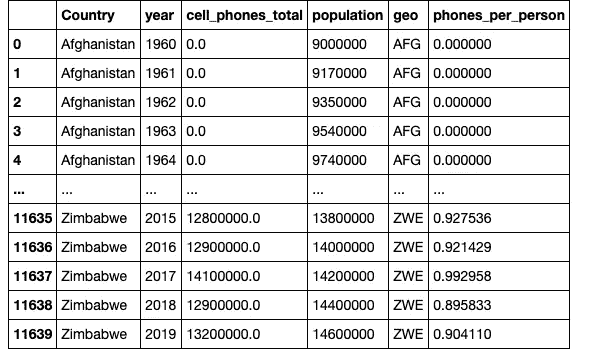 Country year cell_phones_total population geo phones_per_person
0 Afghanistan 1960 0.0 9000000 AFG 0.000000
1 Afghanistan 1961 0.0 9170000 AFG 0.000000
2 Afghanistan 1962 0.0 9350000 AFG 0.000000
3 Afghanistan 1963 0.0 9540000 AFG 0.000000
4 Afghanistan 1964 0.0 9740000 AFG 0.000000
... ... ... ... ... ... ...
11635 Zimbabwe 2015 12800000.0 13800000 ZWE 0.927536
11636 Zimbabwe 2016 12900000.0 14000000 ZWE 0.921429
11637 Zimbabwe 2017 14100000.0 14200000 ZWE 0.992958
11638 Zimbabwe 2018 12900000.0 14400000 ZWE 0.895833
11639 Zimbabwe 2019 13200000.0 14600000 ZWE 0.904110